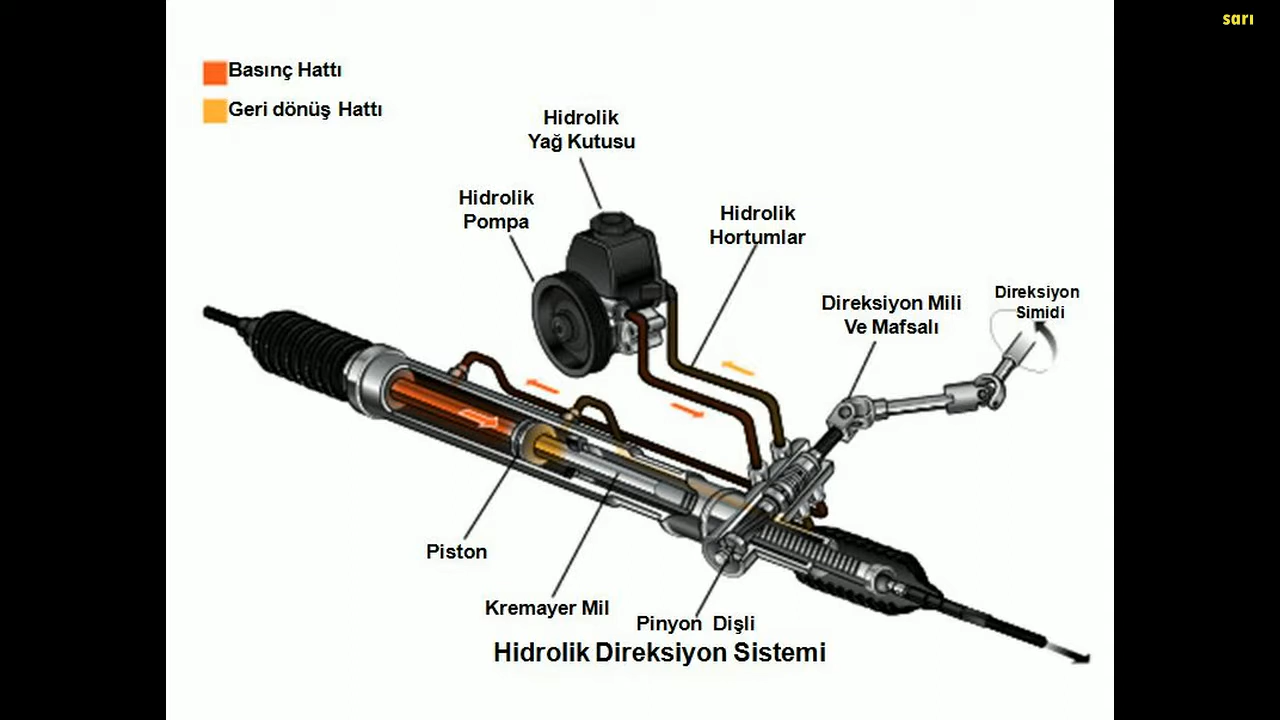 sarı
Basınç Hattı
Geri dönüş Hattı
Hidrolik
Yağ Kutusu
Hidrolik
Pompa
Hidrolik
Hortumlar
Direksiyon Mili
Ve Mafsalı
Direksiyon
Simidi
Piston
Kremayer Mil
Pinyon Dişli
Hidrolik Direksiyon Sistemi